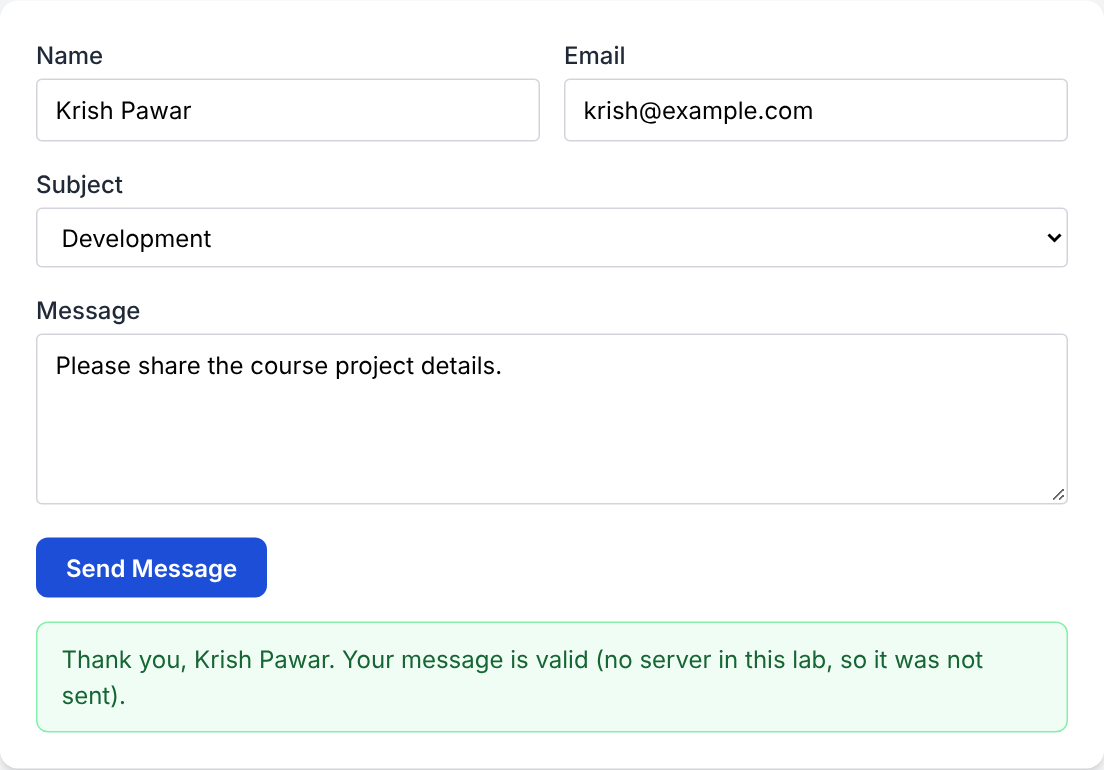 Name
Email
Krish Pawar
krish@example.com
Subject
Development
Message
Please share the course project details.
Send Message
Thank you, Krish Pawar. Your message is valid (no server in this lab, so it was not
sent).